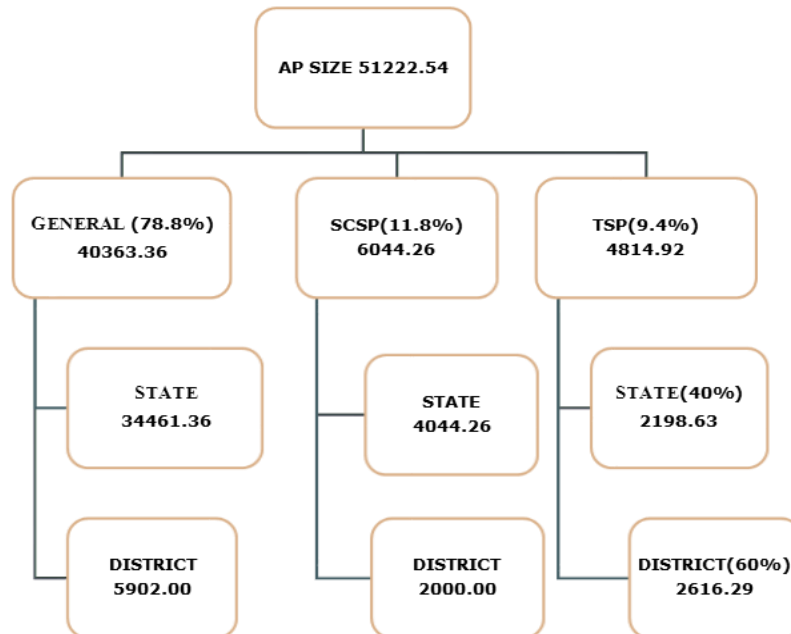 AP SIZE 51222.54
GENERAL (78.8%)
40363.36
SCSP(11.8%)
6044.26
TSP(9.4%)
4814.92
STATE
34461.36
STATE
4044.26
STATE(40%)
2198.63
DISTRICT
5902.00
DISTRICT
2000.00
DISTRICT(60%)
2616.29